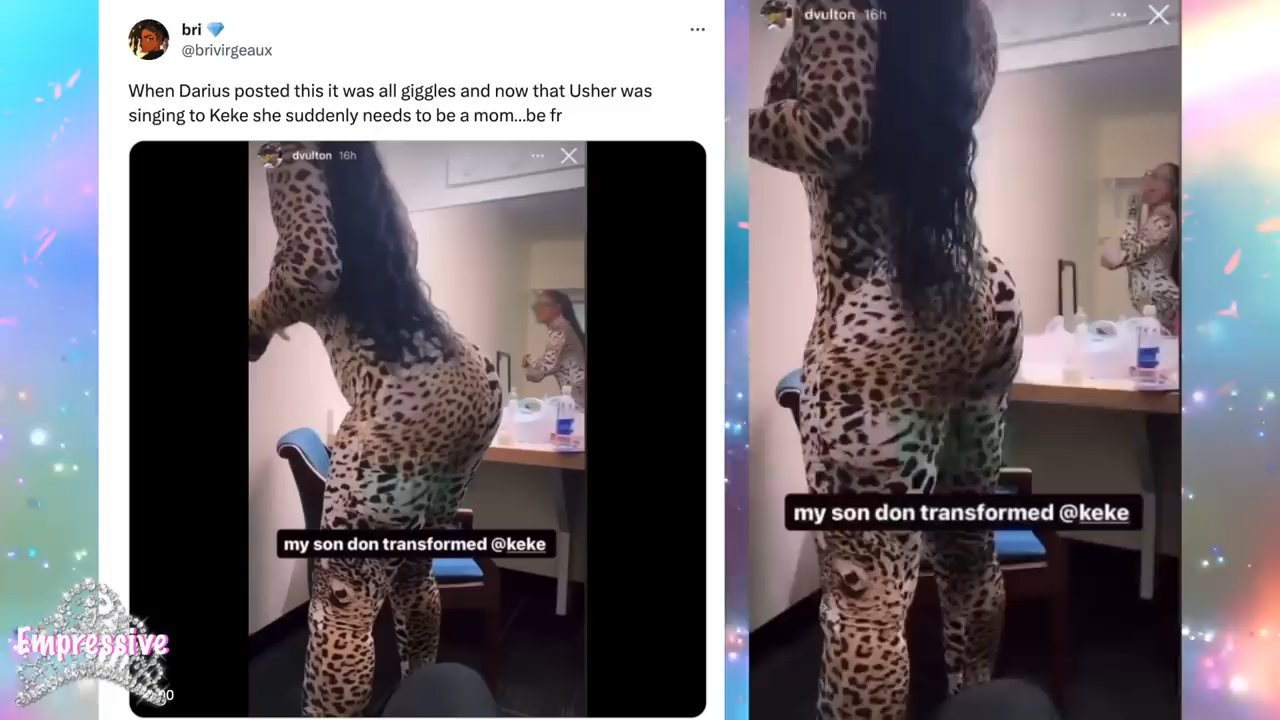 bri
@brivirgeaux
When Darius posted this it was all giggles and now that Usher was
singing to Keke she suddenly needs to be a mom...be fr
dvulton 16h
my son don transformed @keke
dvulton 16h
my son don transformed @keke
Empressive